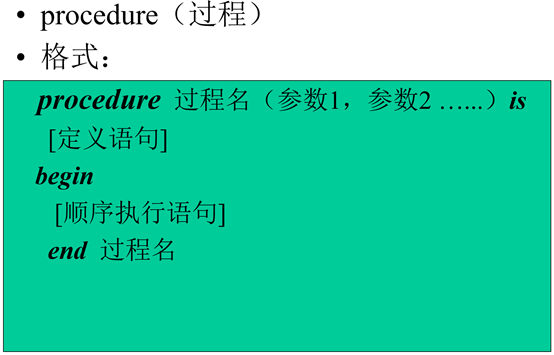 • procedure（过程）
• 格式：
procedure 过程名（参数1，参数2 …...）is
[定义语句]
begin
[顺序执行语句]
end 过程名